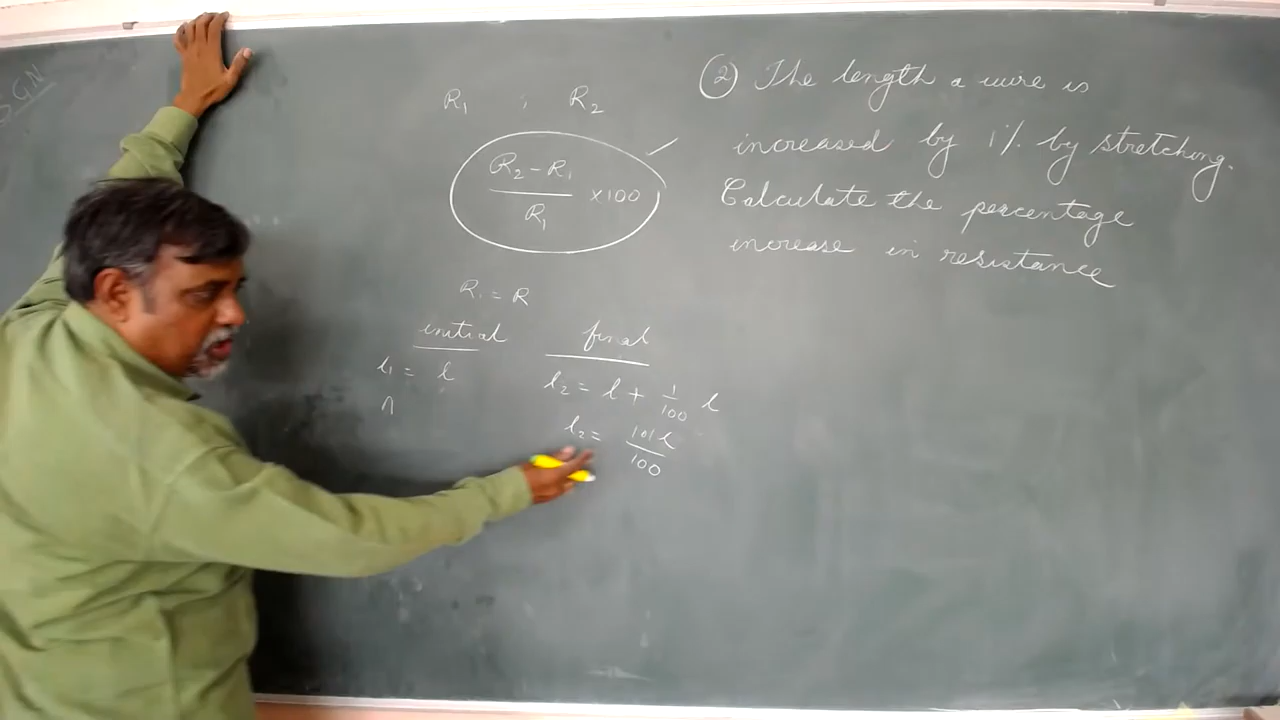 S.G.N
R₁ , R₂
(R₂ - R₁)/R₁ ×100
R₁ = R
initial final
l₁ = l
l₂ = l + 1/100 l
l₂ = 101l/100
② The length a wire is
increased by 1% by stretching.
Calculate the percentage
increase in resistance